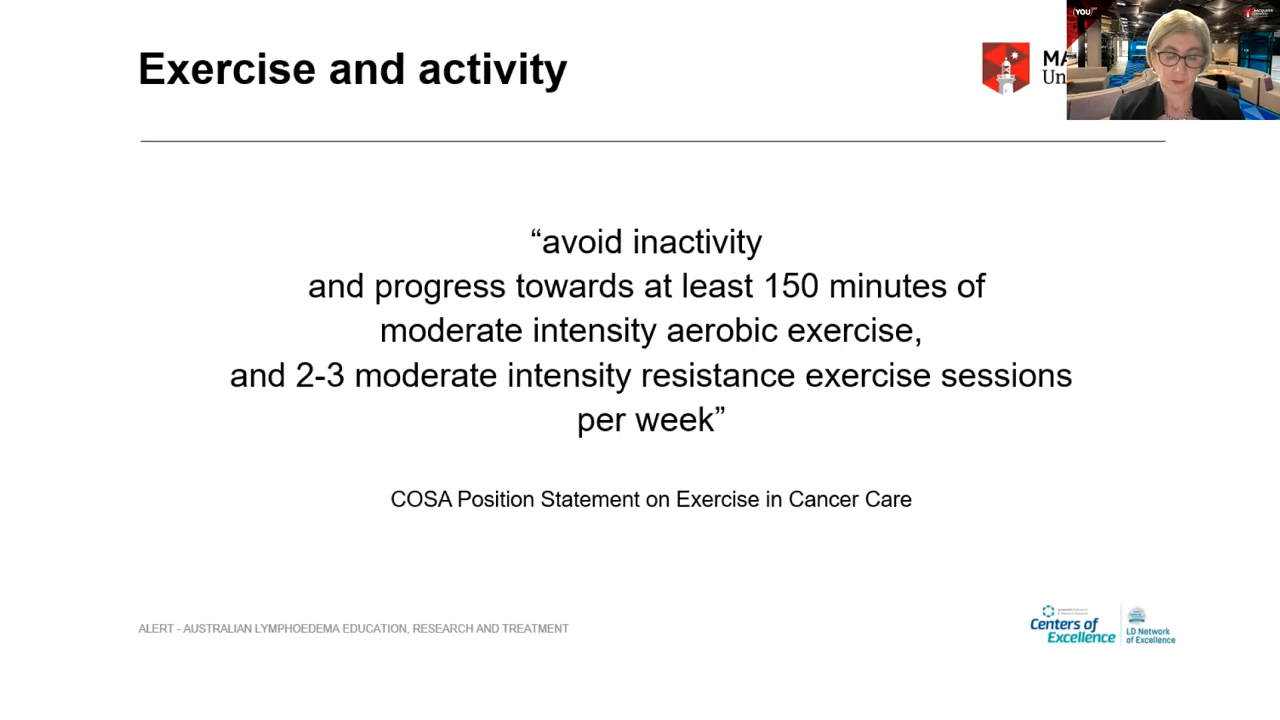 Exercise and activity
MA
Un
(YOU)
“avoid inactivity
and progress towards at least 150 minutes of
moderate intensity aerobic exercise,
and 2-3 moderate intensity resistance exercise sessions
per week”
COSA Position Statement on Exercise in Cancer Care
ALERT - AUSTRALIAN LYMPHOEDEMA EDUCATION, RESEARCH AND TREATMENT
Centers of
Excellence
LD Network
of Excellence